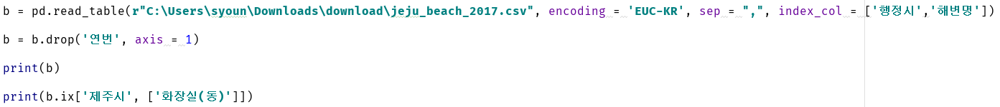 b = pd.read_table(r"C:\Users\syoun\Downloads\download\jeju_beach_2017.csv", encoding = 'EUC-KR', sep = ",", index_col = ['행정시','해변명'])
b = b.drop('연번', axis = 1)
print(b)
print(b.ix['제주시', ['화장실(동)']])